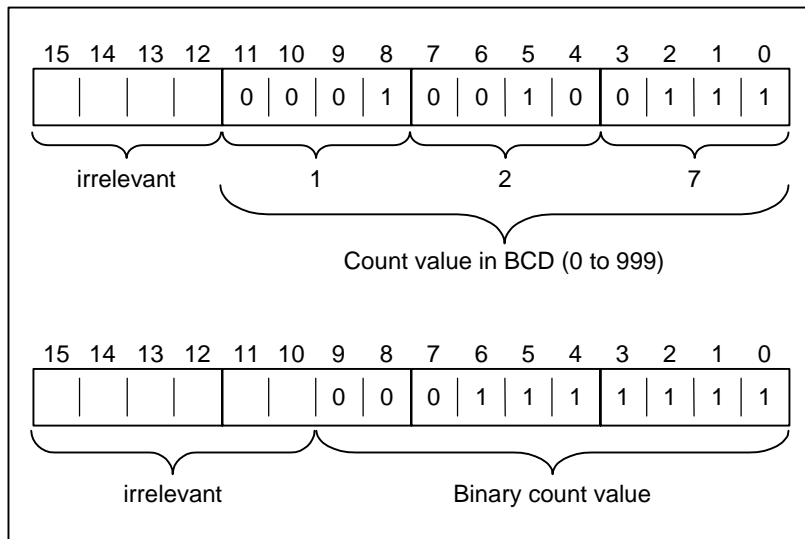 15 14 13 12 11 10 9 8 7 6 5 4 3 2 1 0
0 0 0 1 0 0 1 0 0 1 1 1
irrelevant 1 2 7
Count value in BCD (0 to 999)
15 14 13 12 11 10 9 8 7 6 5 4 3 2 1 0
0 0 0 1 1 1 1 1 1 1
irrelevant Binary count value